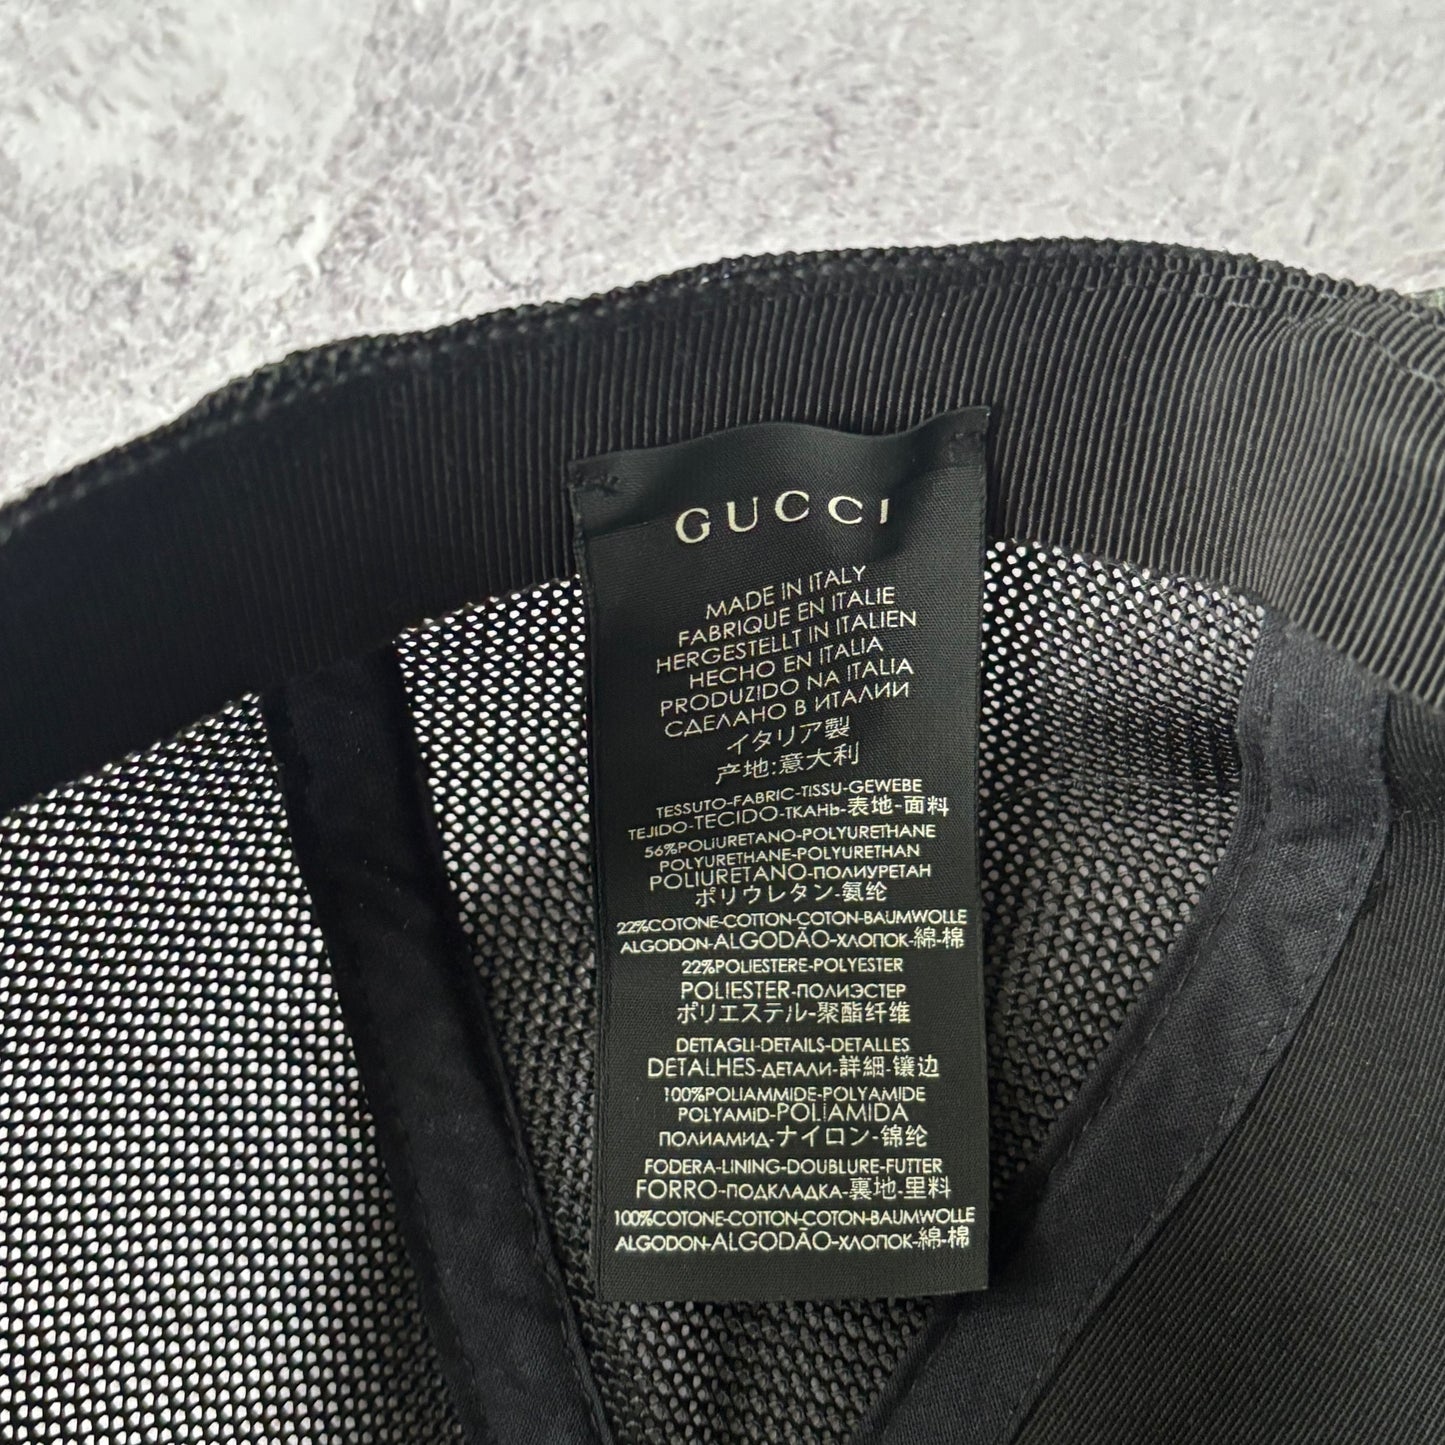 GUCCI
MADE IN ITALY
FABRIQUE EN ITALIE
HERGESTELLT IN ITALIEN
HECHO EN ITALIA
PRODUZIDO NA ITALIA
СДЕЛАНО В ИТАЛИИ
イタリア製
产地:意大利
TESSUTO-FABRIC-TISSU-GEWEBE
TEJIDO-TECIDO-ТКАНЬ-表地-面料
56%POLIURETANO-POLYURETHANE
POLYURETHANE-POLYURETHAN
POLIURETANO-ПОЛИУРЕТАН
ポリウレタン-氨纶
22%COTONE-COTTON-COTON-BAUMWOLLE
ALGODON-ALGODÃO-ХЛОПОК-綿-棉
22%POLIESTERE-POLYESTER
POLIESTER-ПОЛИЭСТЕР
ポリエステル-聚酯纤维
DETTAGLI-DETAILS-DETALLES
DETALHES-ДЕТАЛИ-詳細-镶边
100%POLIAMMIDE-POLYAMIDE
POLYAMID-POLIAMIDA
ПОЛИАМИД-ナイロン-锦纶
FODERA-LINING-DOUBLURE-FUTTER
FORRO-ПОДКЛАДКА-裏地-里料
100%COTONE-COTTON-COTON-BAUMWOLLE
ALGODON-ALGODÃO-ХЛОПОК-綿-棉